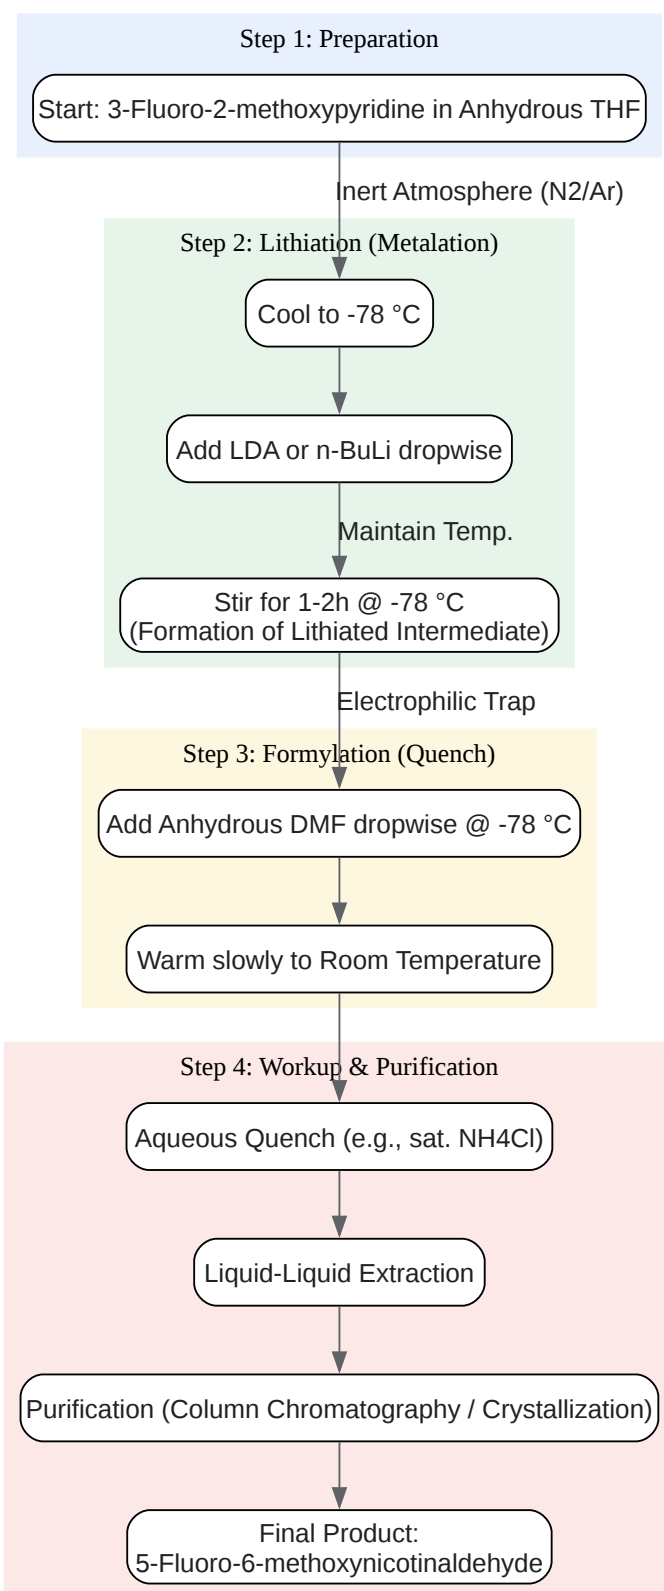 Step 1: Preparation
Start: 3-Fluoro-2-methoxypyridine in Anhydrous THF
Inert Atmosphere (N2/Ar)
Step 2: Lithiation (Metalation)
Cool to -78 °C
Add LDA or n-BuLi dropwise
Maintain Temp.
Stir for 1-2h @ -78 °C
(Formation of Lithiated Intermediate)
Electrophilic Trap
Step 3: Formylation (Quench)
Add Anhydrous DMF dropwise @ -78 °C
Warm slowly to Room Temperature
Step 4: Workup & Purification
Aqueous Quench (e.g., sat. NH4Cl)
Liquid-Liquid Extraction
Purification (Column Chromatography / Crystallization)
Final Product:
5-Fluoro-6-methoxynicotinaldehyde